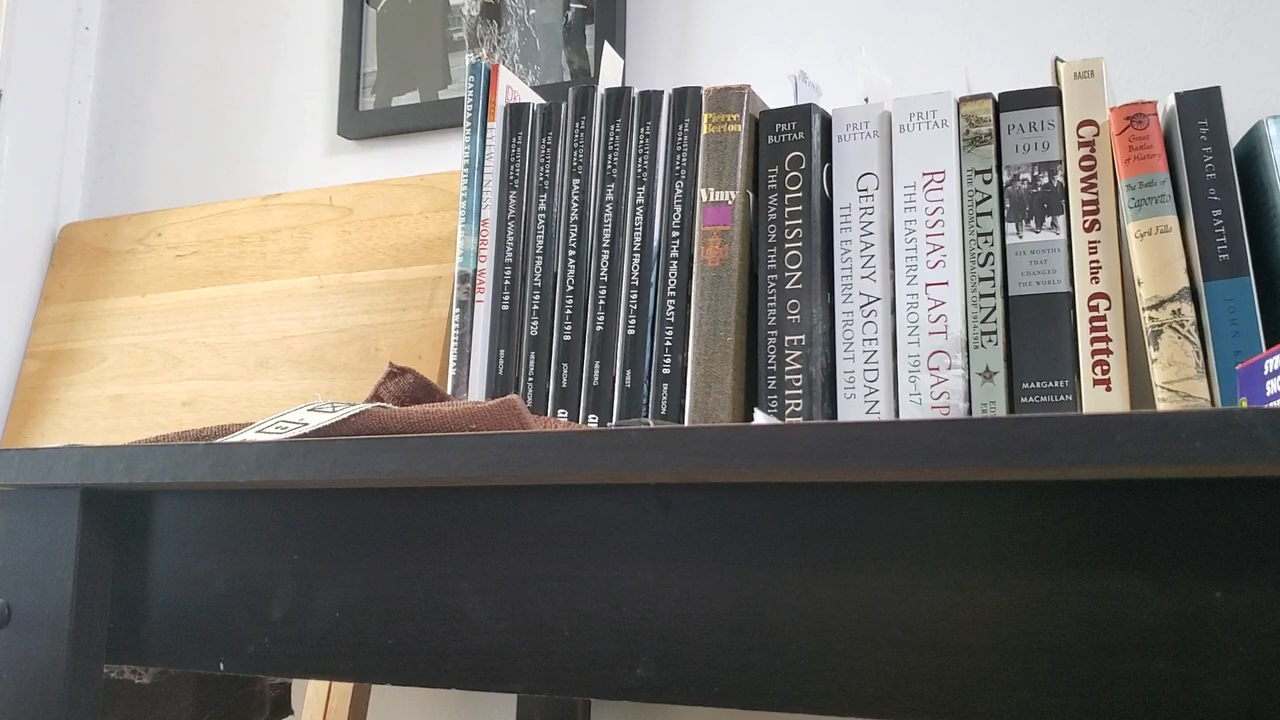 CANADA AND THE FIRST WORLD WAR
SWETTENHAM
EYEWITNESS WORLD WAR I
DK
THE HISTORY OF
WORLD WAR I
NAVAL WARFARE 1914–1918
BENBOW
THE HISTORY OF
WORLD WAR I
THE EASTERN FRONT 1914–1920
NEIBERG & JORDAN
THE HISTORY OF
WORLD WAR I
BALKANS, ITALY & AFRICA 1914–1918
JORDAN
THE HISTORY OF
WORLD WAR I
THE WESTERN FRONT 1914–1916
NEIBERG
THE HISTORY OF
WORLD WAR I
THE WESTERN FRONT 1917–1918
WIEST
THE HISTORY OF
WORLD WAR I
GALLIPOLI & THE MIDDLE EAST 1914–1918
ERICKSON
Pierre
Berton
Vimy
PRIT
BUTTAR
COLLISION OF EMPIRE
THE WAR ON THE EASTERN FRONT IN 191
PRIT
BUTTAR
GERMANY ASCENDAN
THE EASTERN FRONT 1915
PRIT
BUTTAR
RUSSIA'S LAST GASP
THE EASTERN FRONT 1916–17
PALESTINE
THE OTTOMAN CAMPAIGNS OF 1914–1918
PARIS
1919
SIX MONTHS
THAT
CHANGED
THE WORLD
MARGARET
MACMILLAN
RAICER
Crowns in the Gutter
Great
Battles
of History
The Battle of
Caporetto
Cyril Falls
THE FACE OF BATTLE
JOHN K